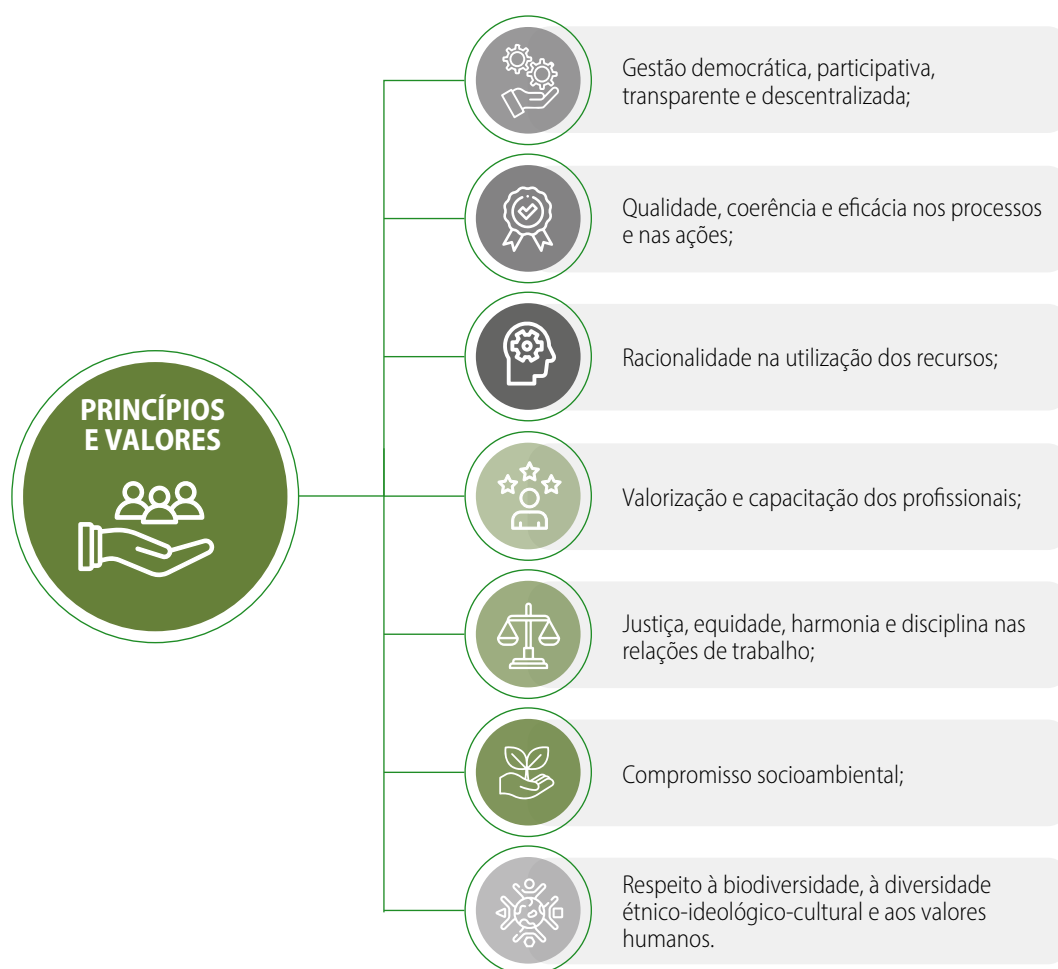 PRINCÍPIOS
E VALORES
Gestão democrática, participativa,
transparente e descentralizada;
Qualidade, coerência e eficácia nos processos
e nas ações;
Racionalidade na utilização dos recursos;
Valorização e capacitação dos profissionais;
Justiça, equidade, harmonia e disciplina nas
relações de trabalho;
Compromisso socioambiental;
Respeito à biodiversidade, à diversidade
étnico-ideológico-cultural e aos valores
humanos.